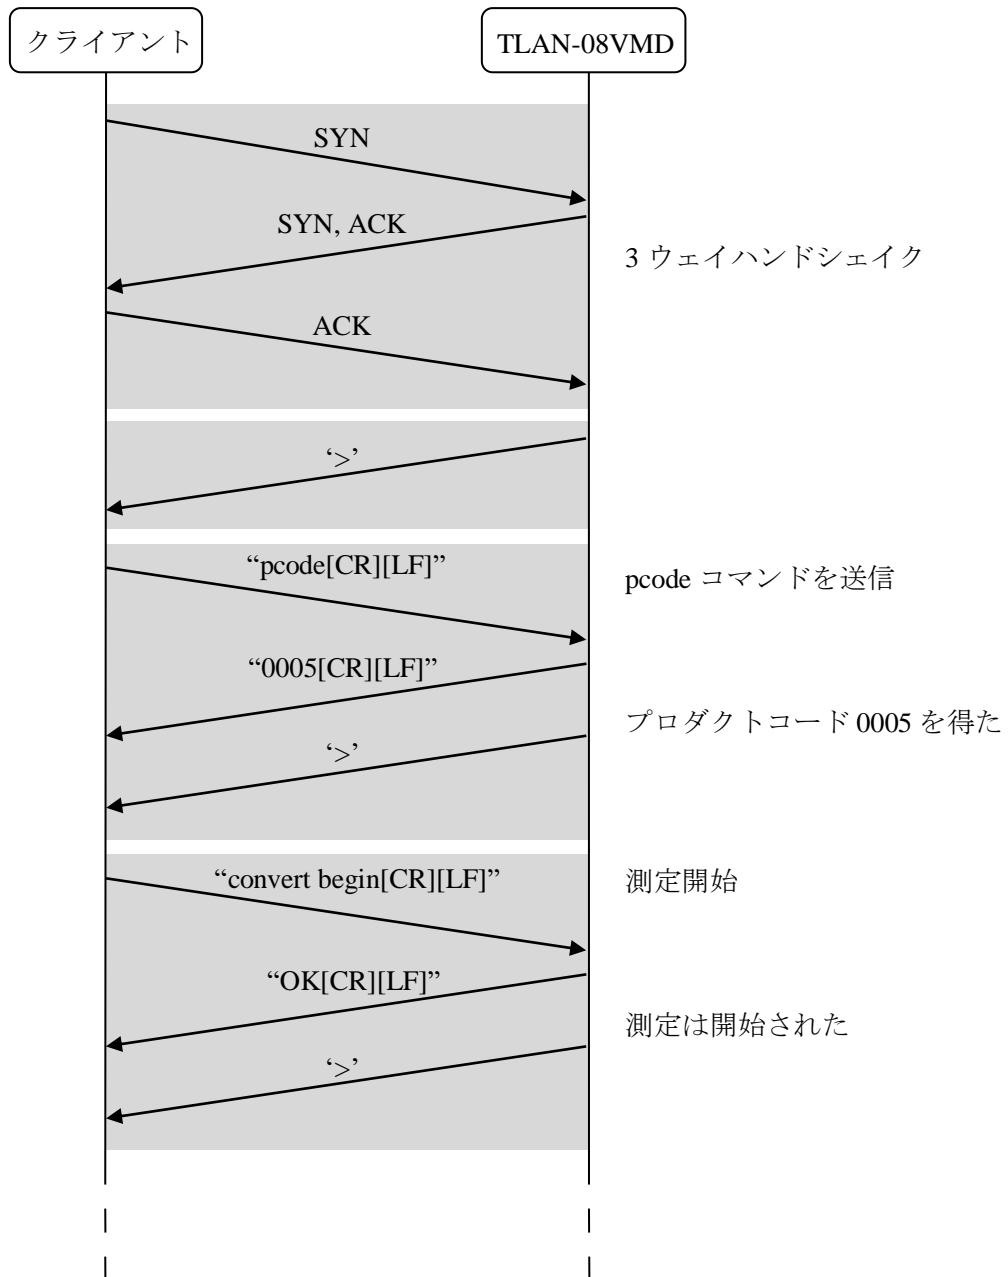 クライアント
TLAN-08VMD
SYN
SYN, ACK
3 ウェイハンドシェイク
ACK
‘>’
“pcode[CR][LF]”
pcode コマンドを送信
“0005[CR][LF]”
プロダクトコード 0005 を得た
‘>’
“convert begin[CR][LF]”
測定開始
“OK[CR][LF]”
測定は開始された
‘>’